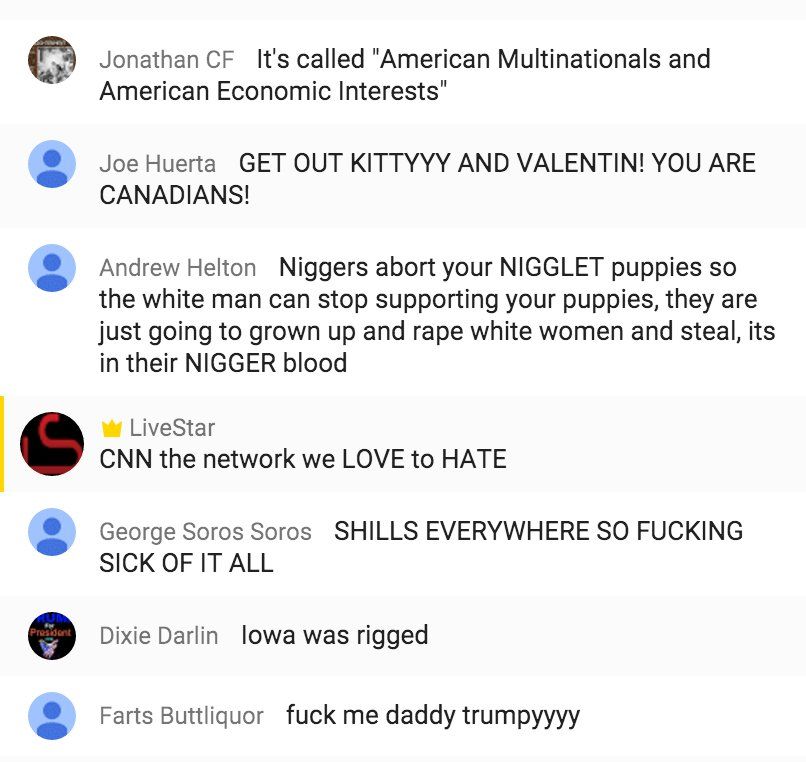 Jonathan CF It's called "American Multinationals and
American Economic Interests"
Joe Huerta GET OUT KITTYYY AND VALENTIN! YOU ARE
CANADIANS!
Andrew Helton Niggers abort your NIGGLET puppies so
the white man can stop supporting your puppies, they are
just going to grown up and rape white women and steal, its
in their NIGGER blood
LiveStar
CNN the network we LOVE to HATE
George Soros Soros SHILLS EVERYWHERE SO FUCKING
SICK OF IT ALL
President
Dixie Darlin Iowa was rigged
Farts Buttliquor fuck me daddy trumpyyyy